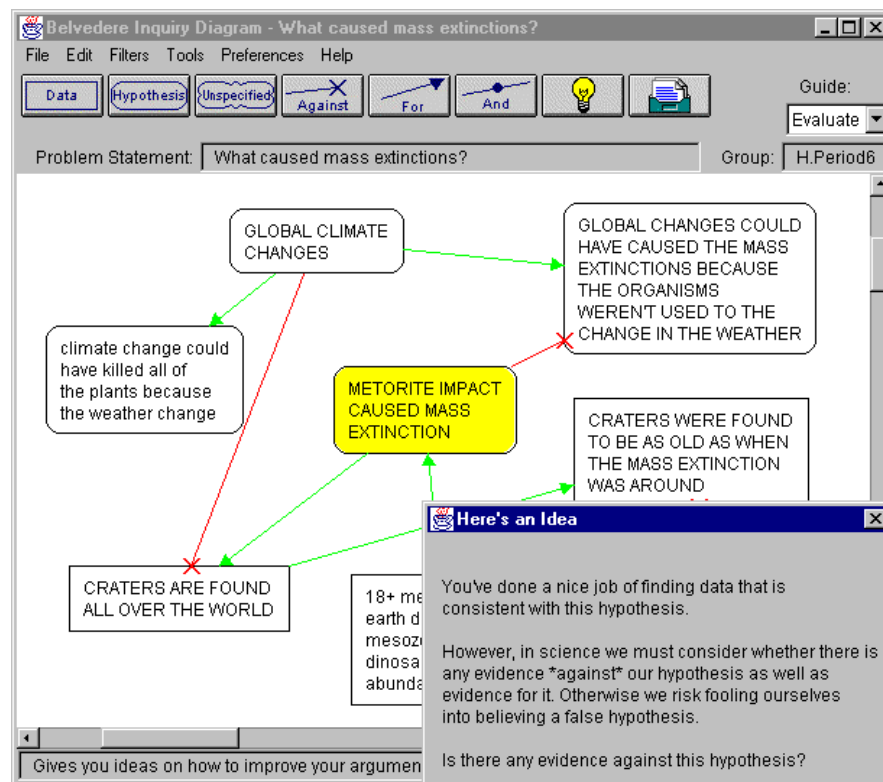 Belvedere Inquiry Diagram - What caused mass extinctions?
File Edit Filters Tools Preferences Help
Data Hypothesis Unspecified Against For And
Guide:
Evaluate
Problem Statement: What caused mass extinctions?
Group: H.Period6
GLOBAL CLIMATE
CHANGES
GLOBAL CHANGES COULD
HAVE CAUSED THE MASS
EXTINCTIONS BECAUSE
THE ORGANISMS
WEREN'T USED TO THE
CHANGE IN THE WEATHER
climate change could
have killed all of
the plants because
the weather change
METORITE IMPACT
CAUSED MASS
EXTINCTION
CRATERS WERE FOUND
TO BE AS OLD AS WHEN
THE MASS EXTINCTION
WAS AROUND
CRATERS ARE FOUND
ALL OVER THE WORLD
18+ me
earth d
mesozo
dinosa
abunda
Here's an Idea
You've done a nice job of finding data that is
consistent with this hypothesis.
However, in science we must consider whether there is
any evidence *against* our hypothesis as well as
evidence for it. Otherwise we risk fooling ourselves
into believing a false hypothesis.
Is there any evidence against this hypothesis?
Gives you ideas on how to improve your argumen